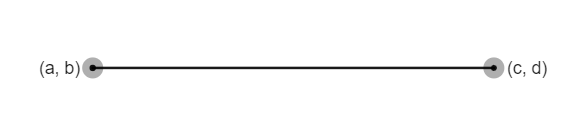 (a, b) (c, d)